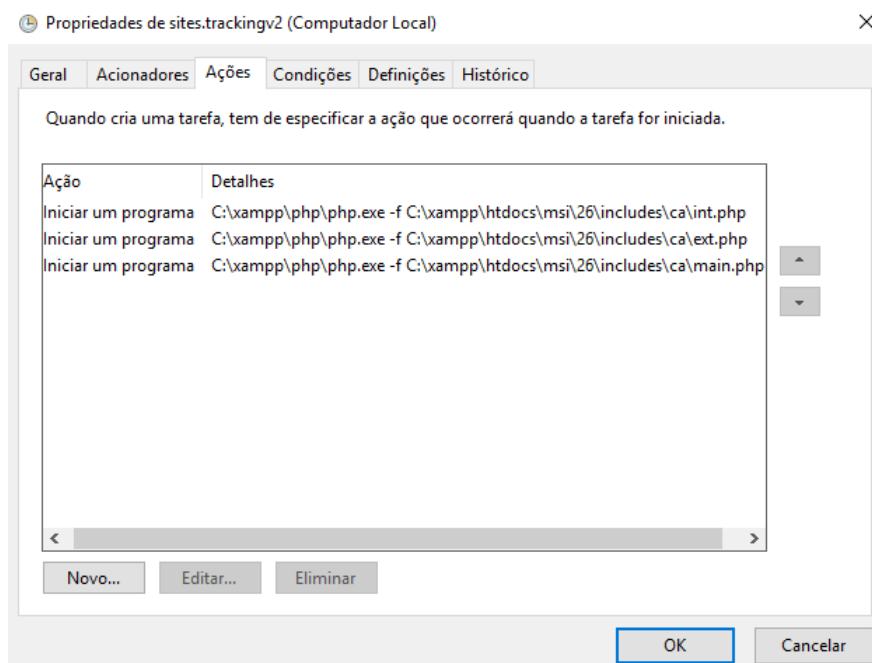 Propriedades de sites.trackingv2 (Computador Local)
Geral Acionadores Ações Condições Definições Histórico
Quando cria uma tarefa, tem de especificar a ação que ocorrerá quando a tarefa for iniciada.
Ação Detalhes
Iniciar um programa C:\xampp\php\php.exe -f C:\xampp\htdocs\msi\26\includes\ca\int.php
Iniciar um programa C:\xampp\php\php.exe -f C:\xampp\htdocs\msi\26\includes\ca\ext.php
Iniciar um programa C:\xampp\php\php.exe -f C:\xampp\htdocs\msi\26\includes\ca\main.php
Novo... Editar... Eliminar
OK Cancelar